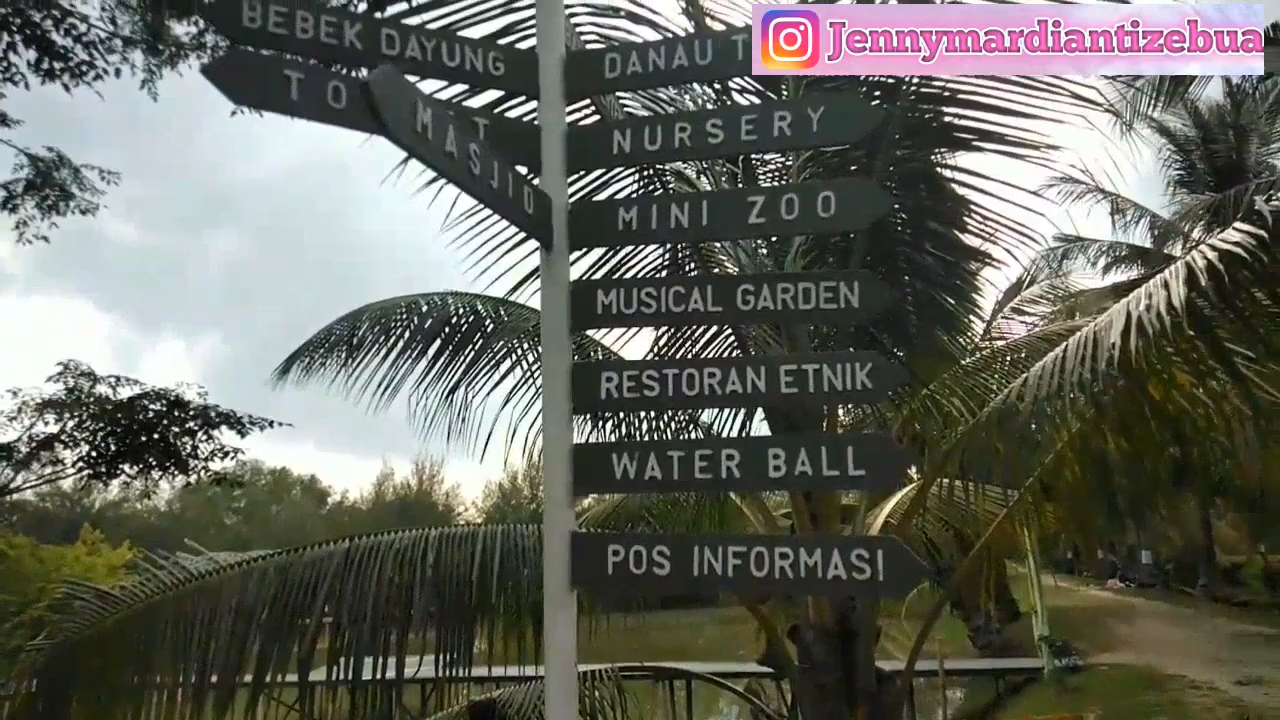 Jennymardiantizebua
BEBEK DAYUNG
TO
MASJID
DANAU
NURSERY
MINI ZOO
MUSICAL GARDEN
RESTORAN ETNIK
WATER BALL
POS INFORMASI